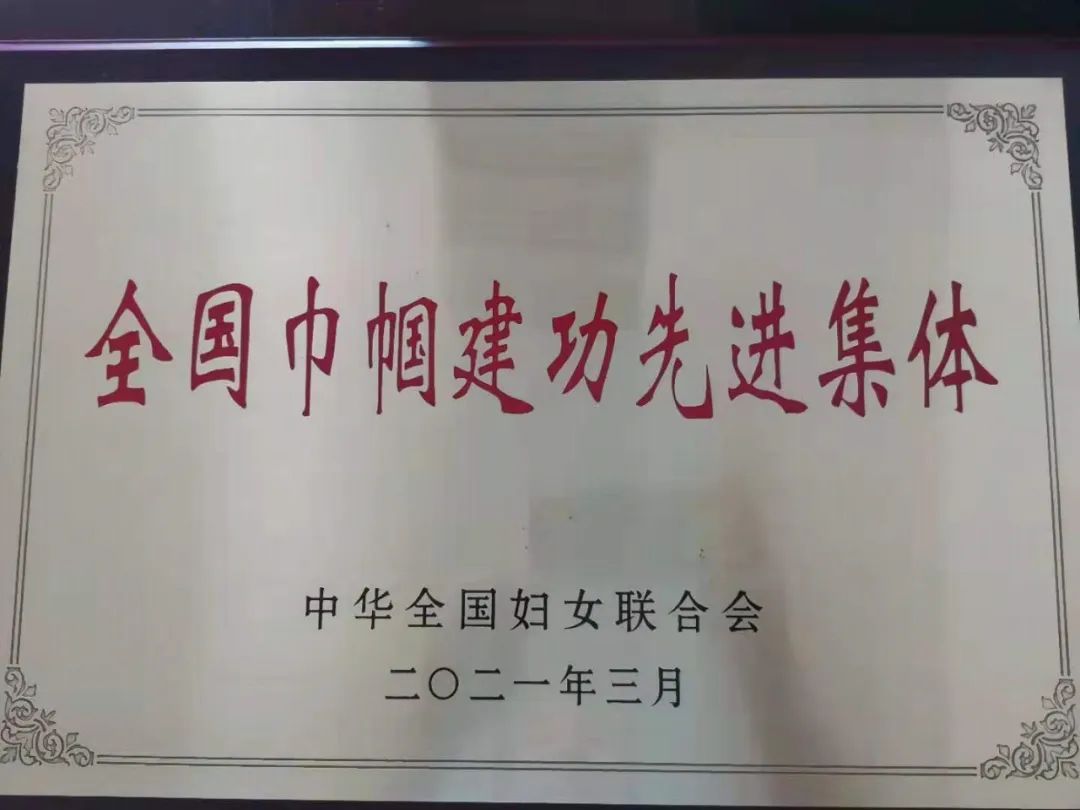 全国巾帼建功先进集体
中华全国妇女联合会
二〇二一年三月